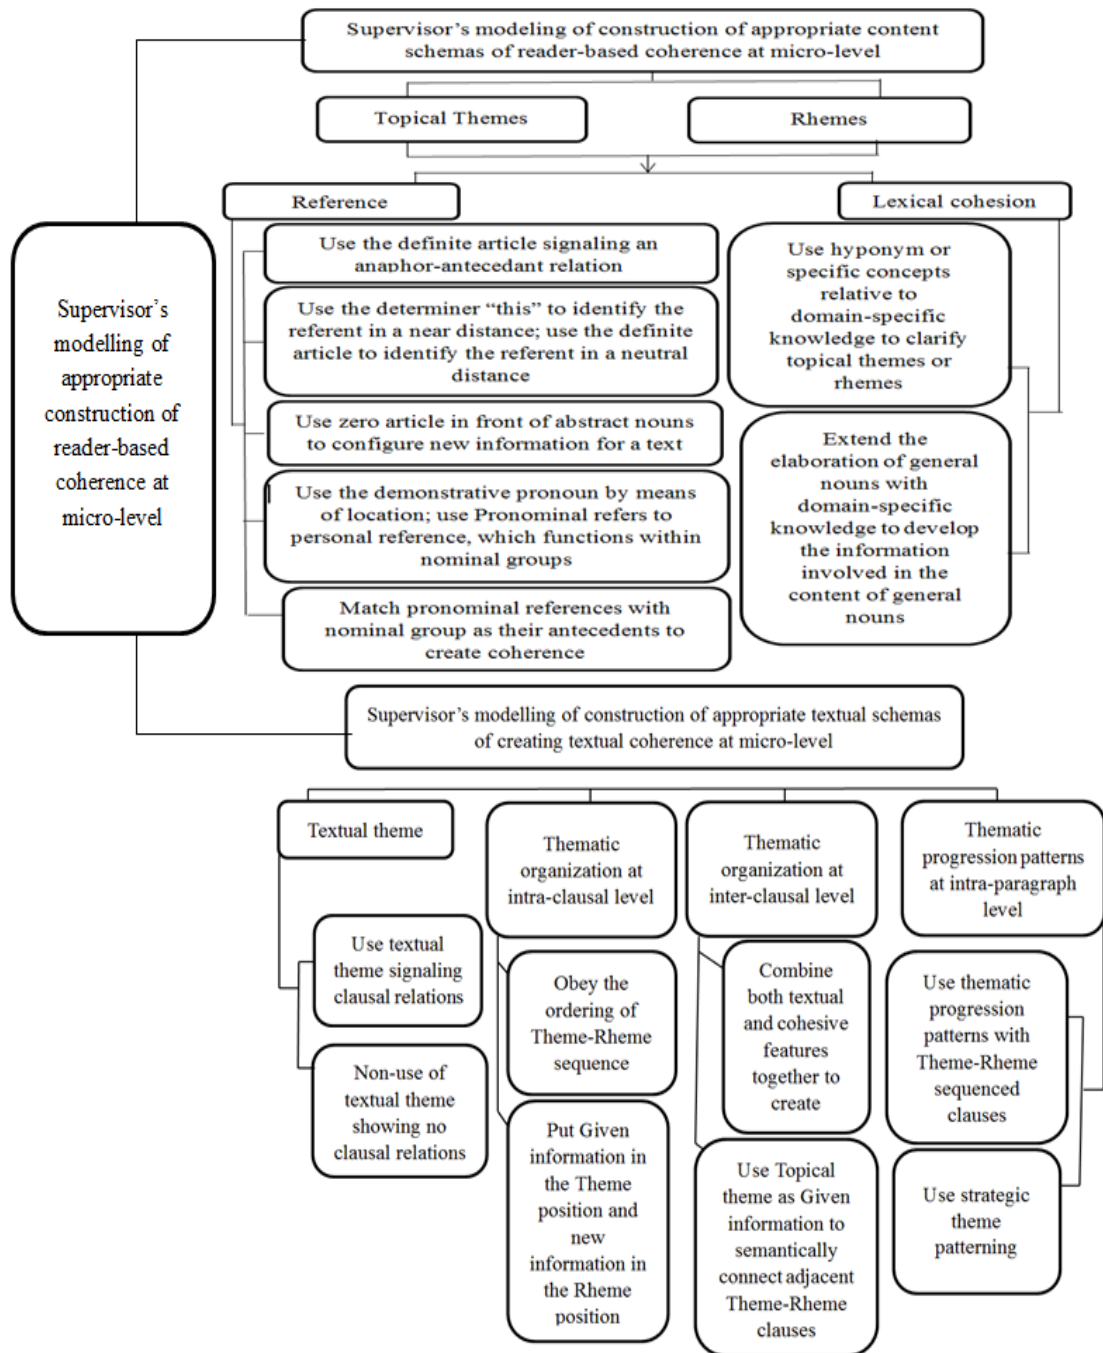 Supervisor's modeling of construction of appropriate content
schemas of reader-based coherence at micro-level
Topical Themes
Rhemes
Reference
Lexical cohesion
Use the definite article signaling an
anaphor-antecedant relation
Use the determiner “this” to identify the
referent in a near distance; use the definite
article to identify the referent in a neutral
distance
Use zero article in front of abstract nouns
to configure new information for a text
Use the demonstrative pronoun by means
of location; use Pronominal refers to
personal reference, which functions within
nominal groups
Match pronominal references with
nominal group as their antecedents to
create coherence
Use hyponym or
specific concepts
relative to
domain-specific
knowledge to clarify
topical themes or
rhemes
Extend the
elaboration of general
nouns with
domain-specific
knowledge to develop
the information
involved in the
content of general
nouns
Supervisor's
modelling of
appropriate
construction of
reader-based
coherence at
micro-level
Supervisor's modelling of construction of appropriate textual schemas
of creating textual coherence at micro-level
Textual theme
Use textual
theme signaling
clausal relations
Non-use of
textual theme
showing no
clausal relations
Thematic
organization at
intra-clausal level
Obey the
ordering of
Theme-Rheme
sequence
Put Given
information in
the Theme
position and
new
information in
the Rheme
position
Thematic
organization at
inter-clausal level
Combine
both textual
and cohesive
features
together to
create
Use Topical
theme as Given
information to
semantically
connect adjacent
Theme-Rheme
clauses
Thematic
progression patterns
at intra-paragraph
level
Use thematic
progression
patterns with
Theme-Rheme
sequenced
clauses
Use strategic
theme
patterning